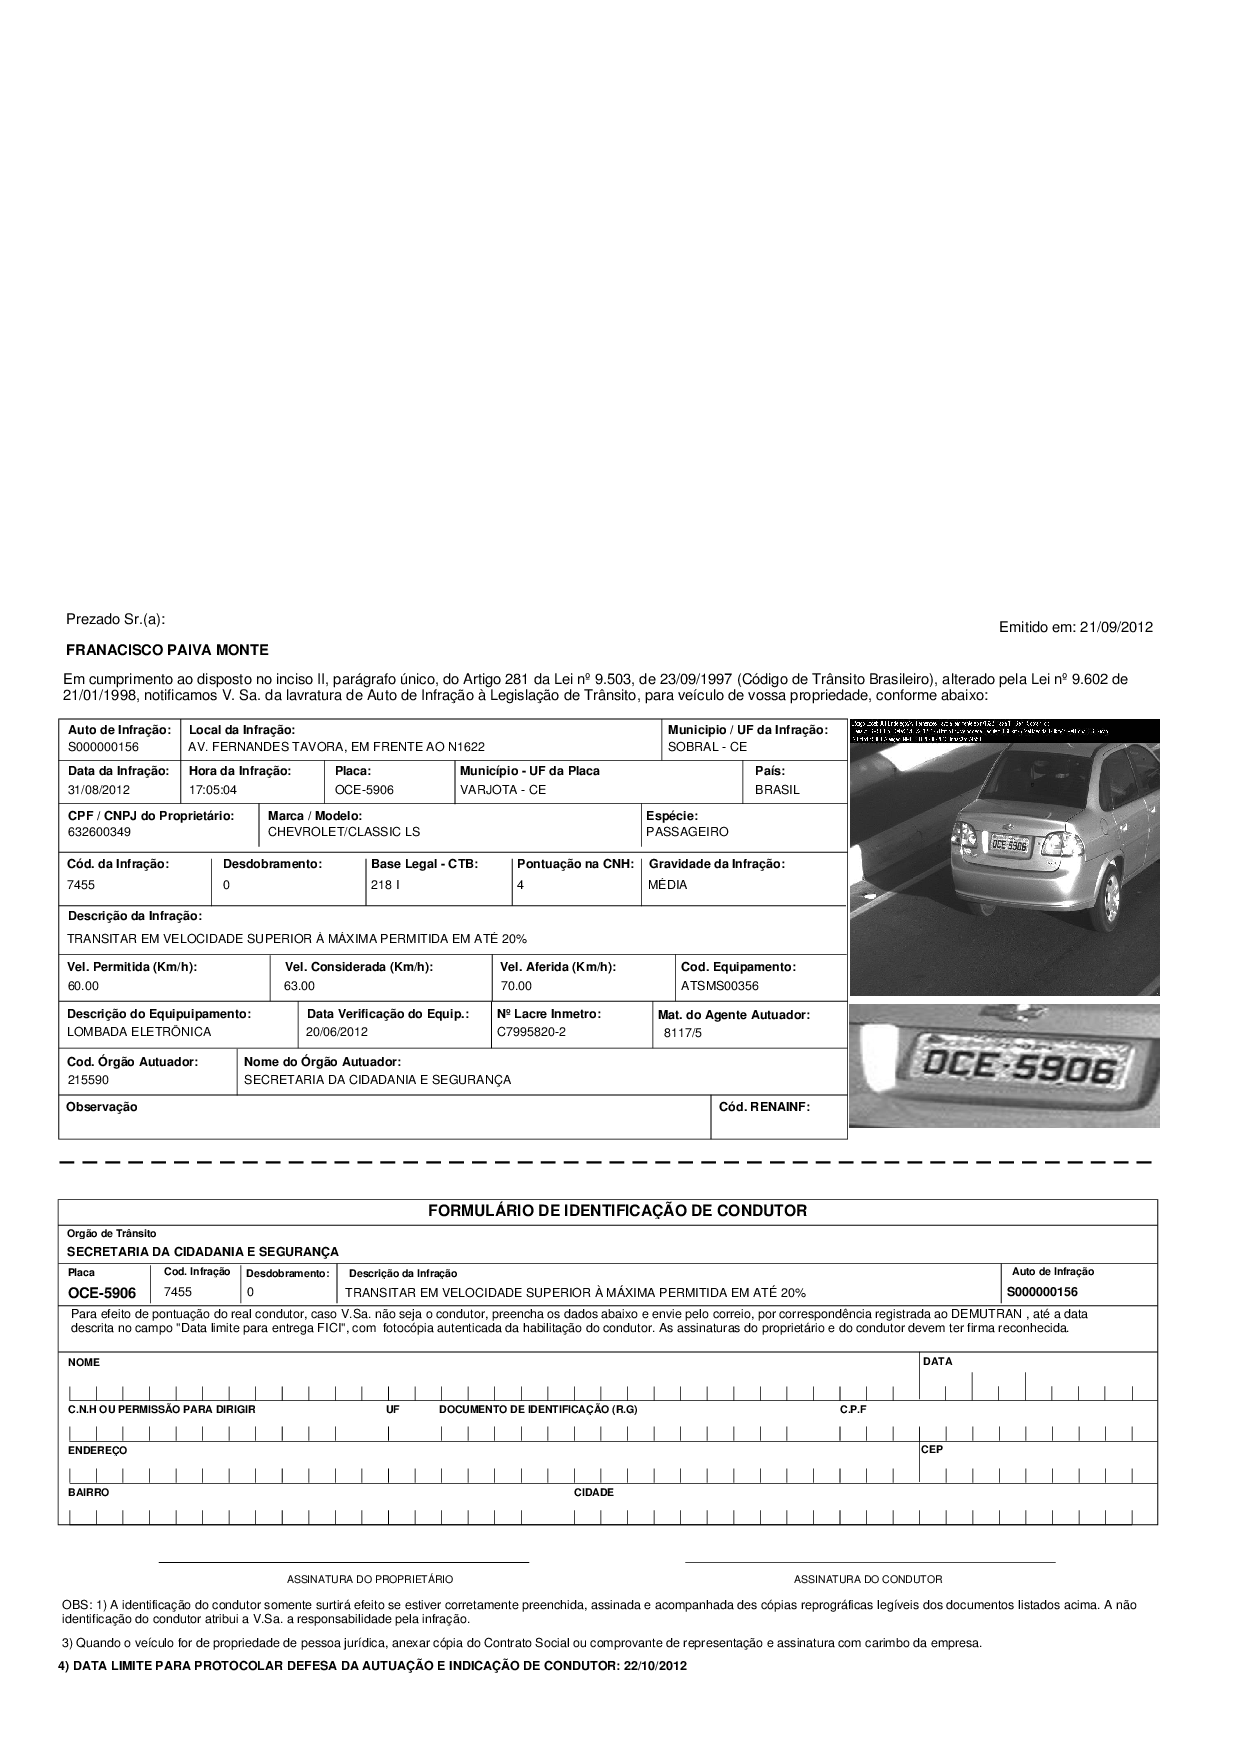 Prezado Sr.(a):
Emitido em: 21/09/2012
FRANACISCO PAIVA MONTE
Em cumprimento ao disposto no inciso II, parágrafo único, do Artigo 281 da Lei nº 9.503, de 23/09/1997 (Código de Trânsito Brasileiro), alterado pela Lei nº 9.602 de
21/01/1998, notificamos V. Sa. da lavratura de Auto de Infração à Legislação de Trânsito, para veículo de vossa propriedade, conforme abaixo:
Auto de Infração: Local da Infração: Municipio / UF da Infração:
S000000156 AV. FERNANDES TAVORA, EM FRENTE AO N1622 SOBRAL - CE
Data da Infração: Hora da Infração: Placa: Município - UF da Placa País:
31/08/2012 17:05:04 OCE-5906 VARJOTA - CE BRASIL
CPF / CNPJ do Proprietário: Marca / Modelo: Espécie:
632600349 CHEVROLET/CLASSIC LS PASSAGEIRO
Cód. da Infração: Desdobramento: Base Legal - CTB: Pontuação na CNH: Gravidade da Infração:
7455 0 218 I 4 MÉDIA
Descrição da Infração:
TRANSITAR EM VELOCIDADE SUPERIOR À MÁXIMA PERMITIDA EM ATÉ 20%
Vel. Permitida (Km/h): Vel. Considerada (Km/h): Vel. Aferida (Km/h): Cod. Equipamento:
60.00 63.00 70.00 ATSMS00356
Descrição do Equipuipamento: Data Verificação do Equip.: Nº Lacre Inmetro: Mat. do Agente Autuador:
LOMBADA ELETRÔNICA 20/06/2012 C7995820-2 8117/5
Cod. Órgão Autuador: Nome do Órgão Autuador:
215590 SECRETARIA DA CIDADANIA E SEGURANÇA
Observação Cód. RENAINF:
OCE 5906
OCE-5906
FORMULÁRIO DE IDENTIFICAÇÃO DE CONDUTOR
Orgão de Trânsito
SECRETARIA DA CIDADANIA E SEGURANÇA
Placa Cod. Infração Desdobramento: Descrição da Infração Auto de Infração
OCE-5906 7455 0 TRANSITAR EM VELOCIDADE SUPERIOR À MÁXIMA PERMITIDA EM ATÉ 20% S000000156
Para efeito de pontuação do real condutor, caso V.Sa. não seja o condutor, preencha os dados abaixo e envie pelo correio, por correspondência registrada ao DEMUTRAN , até a data
descrita no campo "Data limite para entrega FICI", com fotocópia autenticada da habilitação do condutor. As assinaturas do proprietário e do condutor devem ter firma reconhecida.
NOME DATA
C.N.H OU PERMISSÃO PARA DIRIGIR UF DOCUMENTO DE IDENTIFICAÇÃO (R.G) C.P.F
ENDEREÇO CEP
BAIRRO CIDADE
ASSINATURA DO PROPRIETÁRIO ASSINATURA DO CONDUTOR
OBS: 1) A identificação do condutor somente surtirá efeito se estiver corretamente preenchida, assinada e acompanhada des cópias reprográficas legíveis dos documentos listados acima. A não
identificação do condutor atribui a V.Sa. a responsabilidade pela infração.
3) Quando o veículo for de propriedade de pessoa jurídica, anexar cópia do Contrato Social ou comprovante de representação e assinatura com carimbo da empresa.
4) DATA LIMITE PARA PROTOCOLAR DEFESA DA AUTUAÇÃO E INDICAÇÃO DE CONDUTOR: 22/10/2012